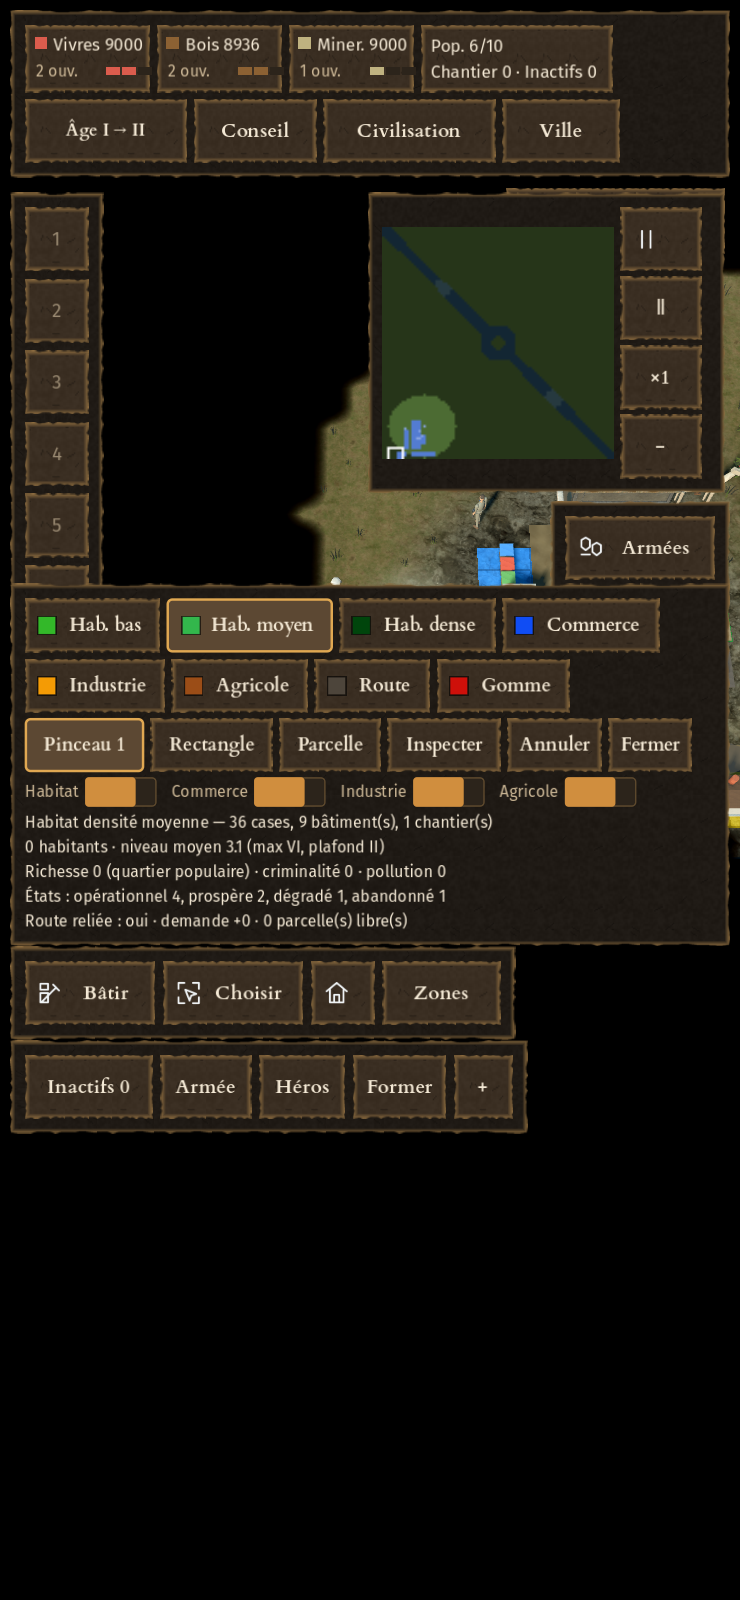 Vivres 9000
2 ouv.
Bois 8936
2 ouv.
Miner. 9000
1 ouv.
Pop. 6/10
Chantier 0 · Inactifs 0
Âge I → II
Conseil
Civilisation
Ville
1
2
3
4
5
||
‖
×1
−
Armées
Hab. bas
Hab. moyen
Hab. dense
Commerce
Industrie
Agricole
Route
Gomme
Pinceau 1
Rectangle
Parcelle
Inspecter
Annuler
Fermer
Habitat
Commerce
Industrie
Agricole
Habitat densité moyenne — 36 cases, 9 bâtiment(s), 1 chantier(s)
0 habitants · niveau moyen 3.1 (max VI, plafond II)
Richesse 0 (quartier populaire) · criminalité 0 · pollution 0
États : opérationnel 4, prospère 2, dégradé 1, abandonné 1
Route reliée : oui · demande +0 · 0 parcelle(s) libre(s)
Bâtir
Choisir
Zones
Inactifs 0
Armée
Héros
Former
+